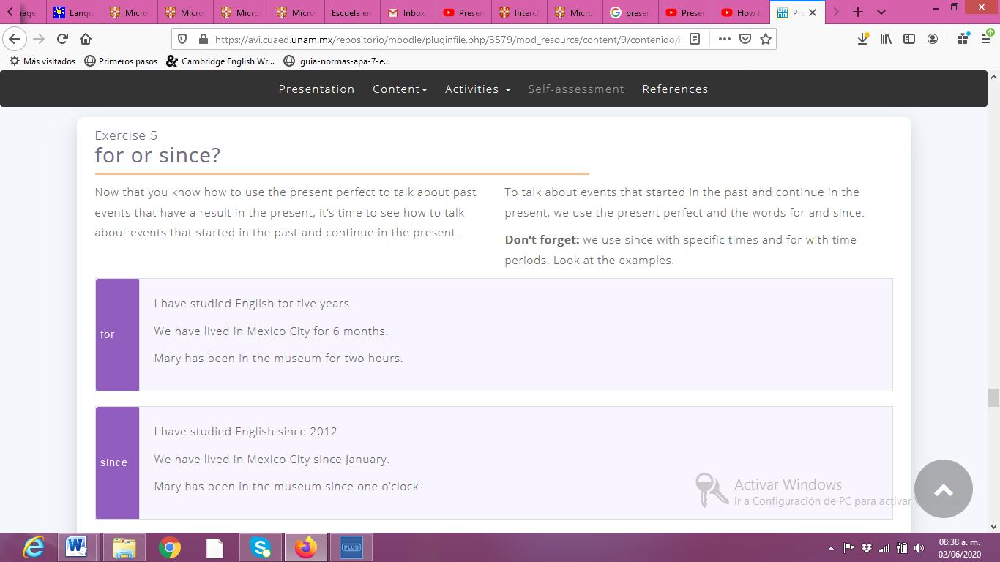 uage
Langu
Micro
Micro
Micro
Micro
Escuela en
Inbox
Presen
Interch
Micro
presen
Presen
How t
Pre
https://avi.cuaed.unam.mx/repositorio/moodle/pluginfile.php/3579/mod_resource/content/9/contenido/i
Más visitados
Primeros pasos
Cambridge English Wr...
guia-normas-apa-7-e...
Presentation Content Activities Self-assessment References
Exercise 5
for or since?
Now that you know how to use the present perfect to talk about past
events that have a result in the present, it’s time to see how to talk
about events that started in the past and continue in the present.
To talk about events that started in the past and continue in the
present, we use the present perfect and the words for and since.
Don’t forget: we use since with specific times and for with time
periods. Look at the examples.
for
I have studied English for five years.
We have lived in Mexico City for 6 months.
Mary has been in the museum for two hours.
since
I have studied English since 2012.
We have lived in Mexico City since January.
Mary has been in the museum since one o’clock.
Activar Windows
Ir a Configuración de PC para activar
PLUS
08:38 a. m.
02/06/2020